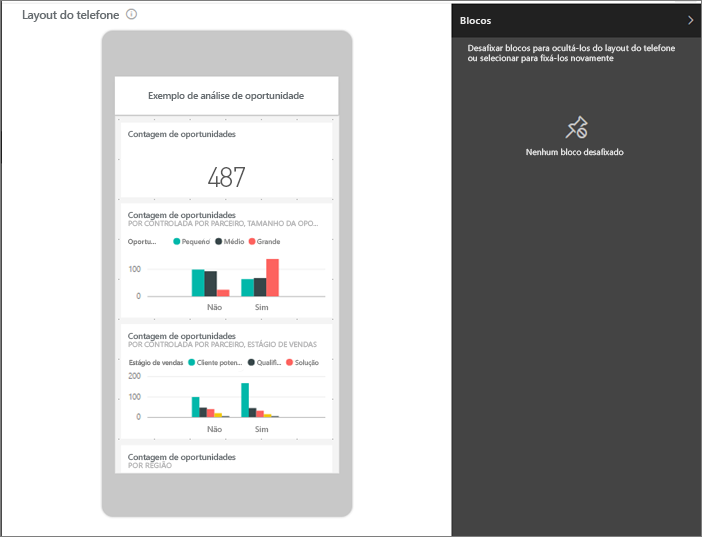 Layout do telefone
Exemplo de análise de oportunidade
Contagem de oportunidades
487
Contagem de oportunidades
POR CONTROLADA POR PARCEIRO, TAMANHO DA OPO...
Oportu... Pequeno Médio Grande
100
0
Não Sim
Contagem de oportunidades
POR CONTROLADA POR PARCEIRO, ESTÁGIO DE VENDAS
Estágio de vendas Cliente poten... Qualifi... Solução
200
100
0
Não Sim
Contagem de oportunidades
POR REGIÃO
Blocos
Desafixar blocos para ocultá-los do layout do telefone
ou selecionar para fixá-los novamente
Nenhum bloco desafixado